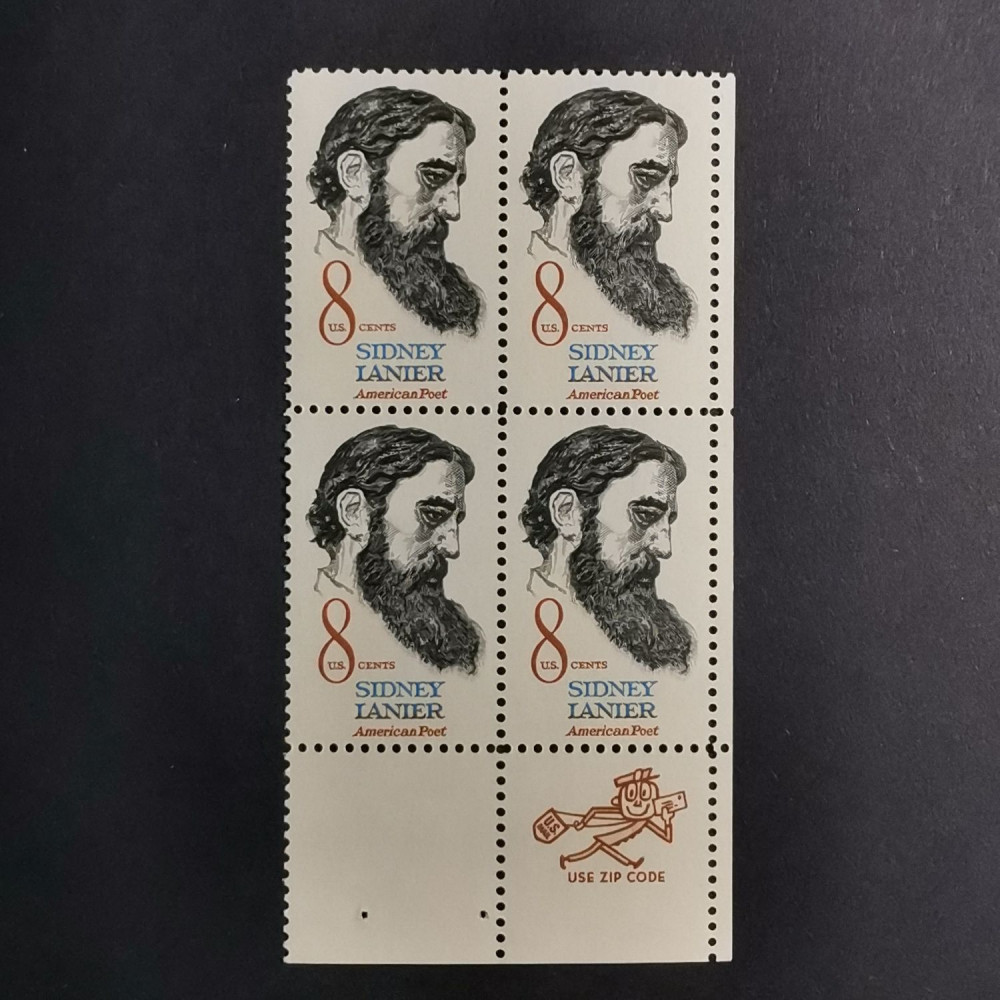 8 U.S. CENTS
SIDNEY
LANIER
American Poet
8 U.S. CENTS
SIDNEY
LANIER
American Poet
8 U.S. CENTS
SIDNEY
LANIER
American Poet
8 U.S. CENTS
SIDNEY
LANIER
American Poet
U.S.
USE ZIP CODE